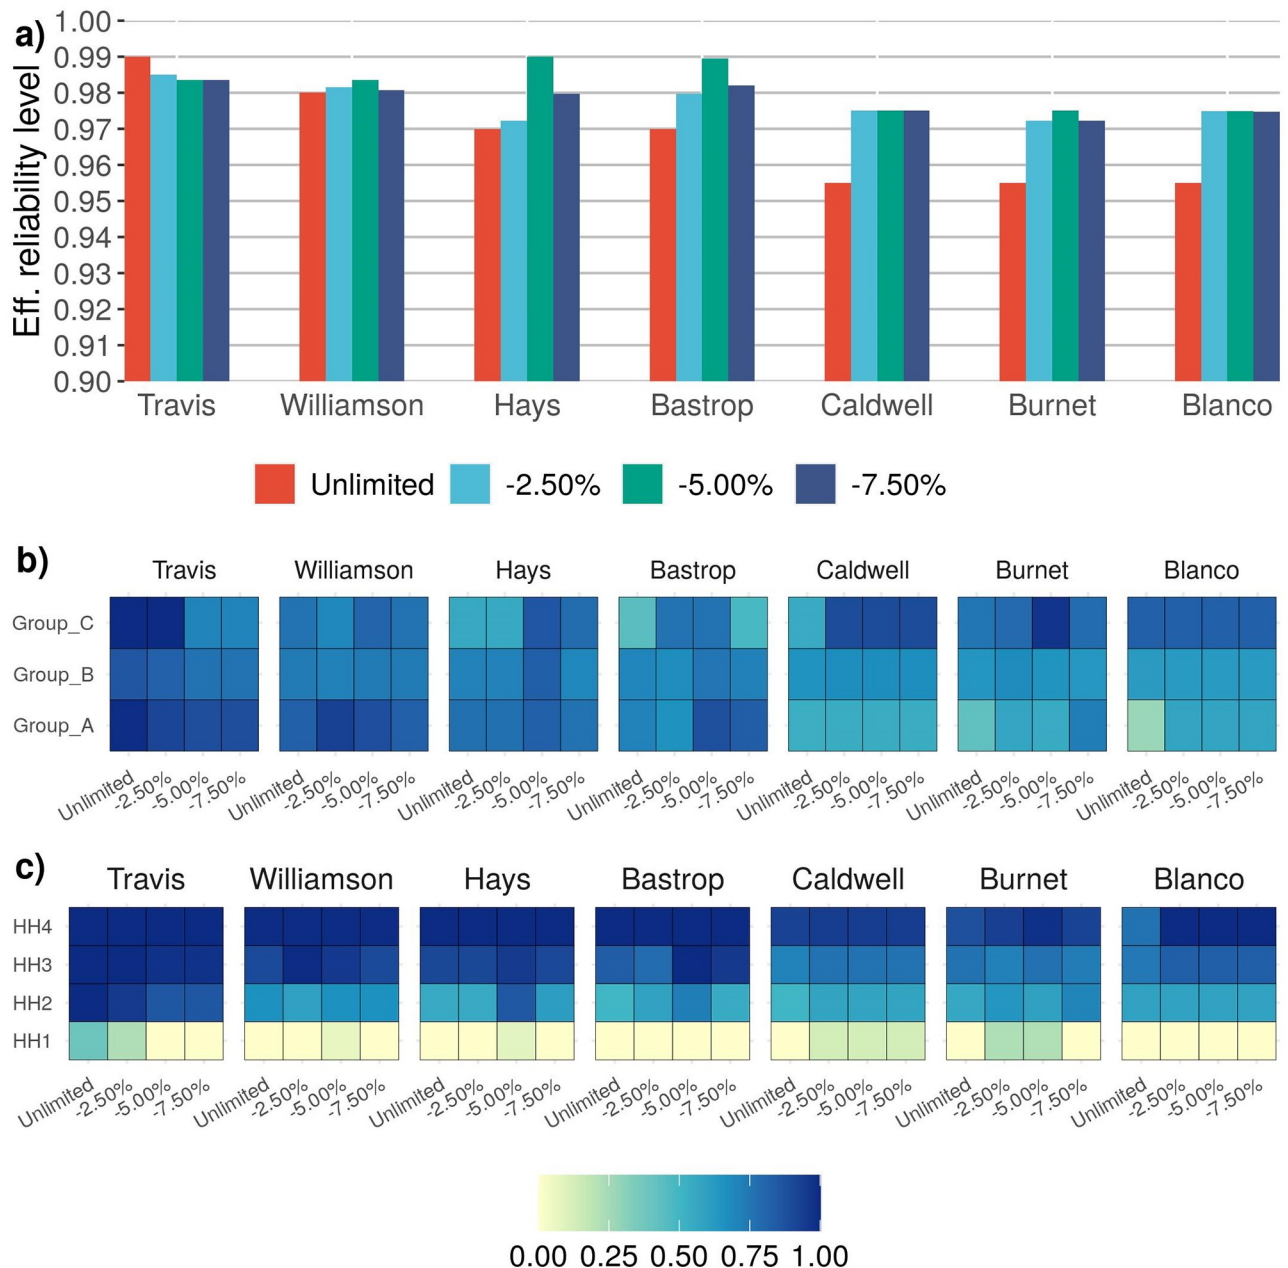 a)
Eff. reliability level
1.00
0.99
0.98
0.97
0.96
0.95
0.94
0.93
0.92
0.91
0.90
Travis Williamson Hays Bastrop Caldwell Burnet Blanco
Unlimited -2.50% -5.00% -7.50%
b)
Travis Williamson Hays Bastrop Caldwell Burnet Blanco
Group_C
Group_B
Group_A
Unlimited -2.50% -5.00% -7.50% Unlimited -2.50% -5.00% -7.50% Unlimited -2.50% -5.00% -7.50% Unlimited -2.50% -5.00% -7.50% Unlimited -2.50% -5.00% -7.50% Unlimited -2.50% -5.00% -7.50% Unlimited -2.50% -5.00% -7.50%
c)
Travis Williamson Hays Bastrop Caldwell Burnet Blanco
HH4
HH3
HH2
HH1
Unlimited -2.50% -5.00% -7.50% Unlimited -2.50% -5.00% -7.50% Unlimited -2.50% -5.00% -7.50% Unlimited -2.50% -5.00% -7.50% Unlimited -2.50% -5.00% -7.50% Unlimited -2.50% -5.00% -7.50% Unlimited -2.50% -5.00% -7.50%
0.00 0.25 0.50 0.75 1.00